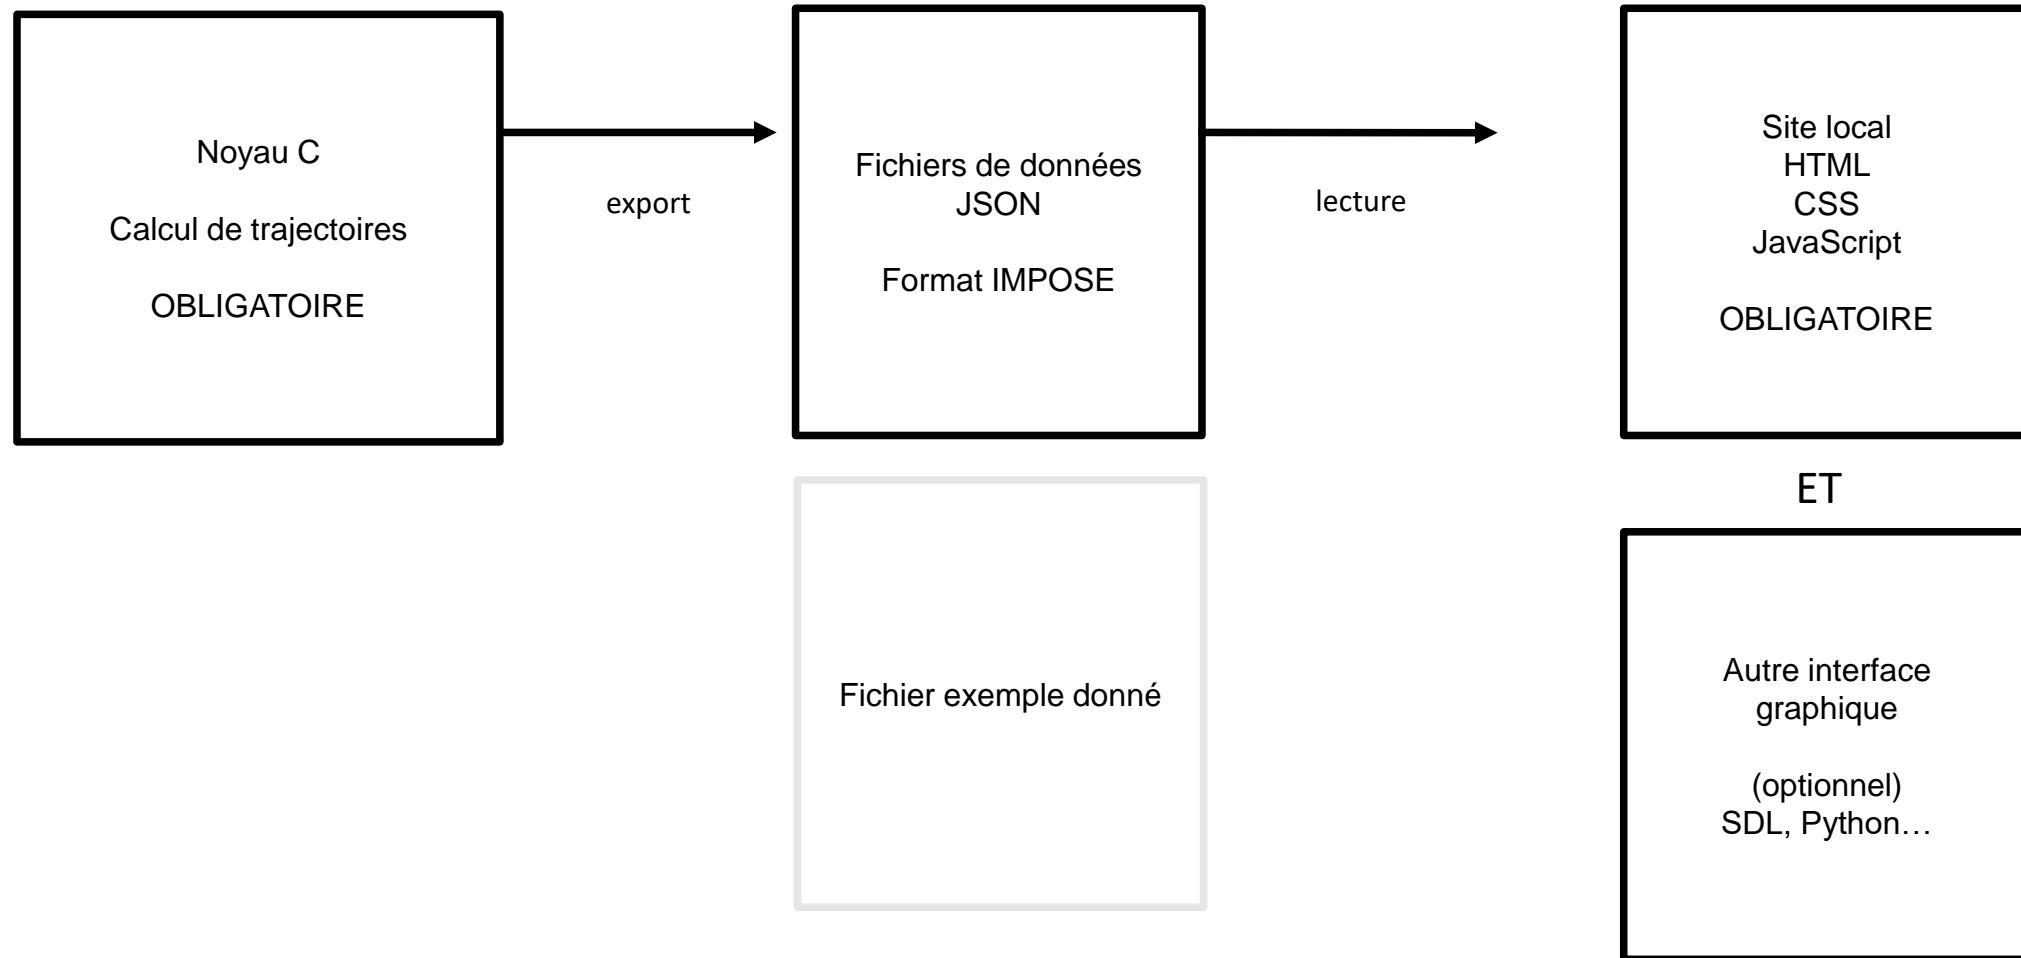 Noyau C
Calcul de trajectoires
OBLIGATOIRE
export
Fichiers de données
JSON
Format IMPOSE
lecture
Site local
HTML
CSS
JavaScript
OBLIGATOIRE
ET
Fichier exemple donné
Autre interface
graphique
(optionnel)
SDL, Python…